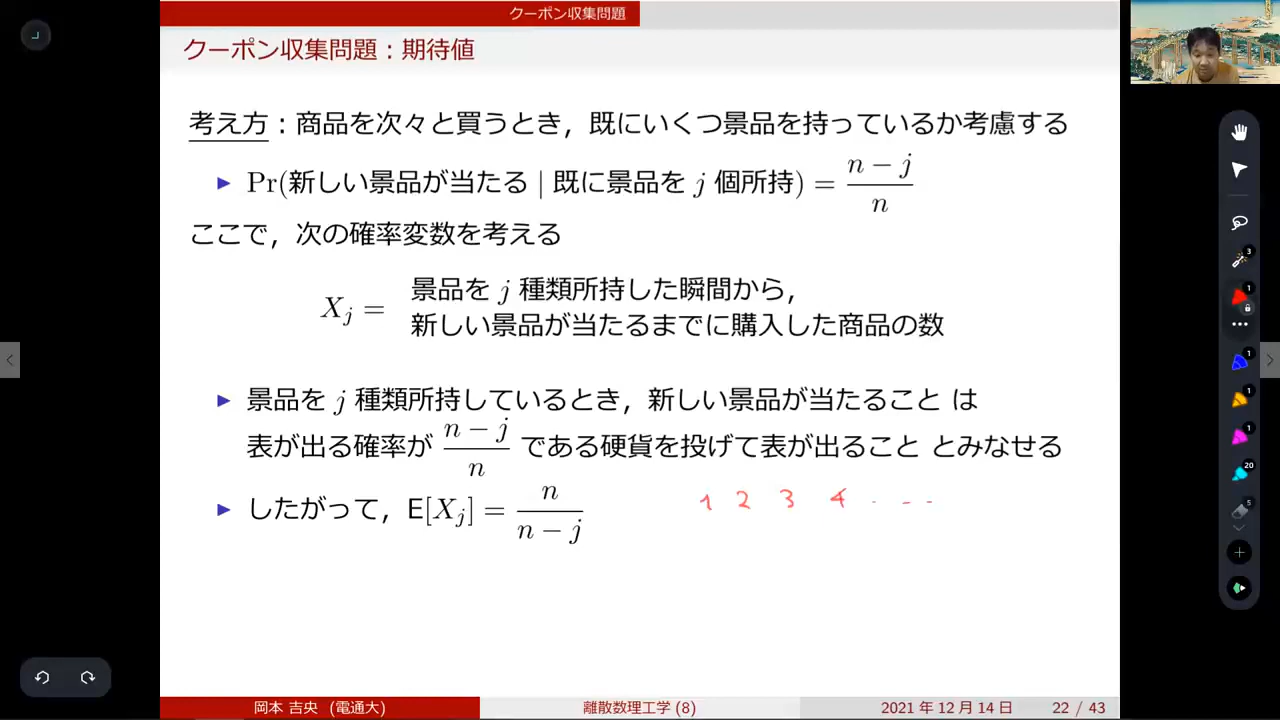 クーポン収集問題
クーポン収集問題：期待値
考え方：商品を次々と買うとき，既にいくつ景品を持っているか考慮する
▶ Pr(新しい景品が当たる | 既に景品を j 個所持) = (n − j)/n
ここで，次の確率変数を考える
X_j = 景品を j 種類所持した瞬間から，
新しい景品が当たるまでに購入した商品の数
▶ 景品を j 種類所持しているとき，新しい景品が当たること は
表が出る確率が (n − j)/n である硬貨を投げて表が出ること とみなせる
▶ したがって，E[X_j] = n/(n − j)
1 2 3 4 . . . .
岡本 吉央 (電通大) 離散数理工学 (8) 2021 年 12 月 14 日 22 / 43
3
1
1
1
1
20
5